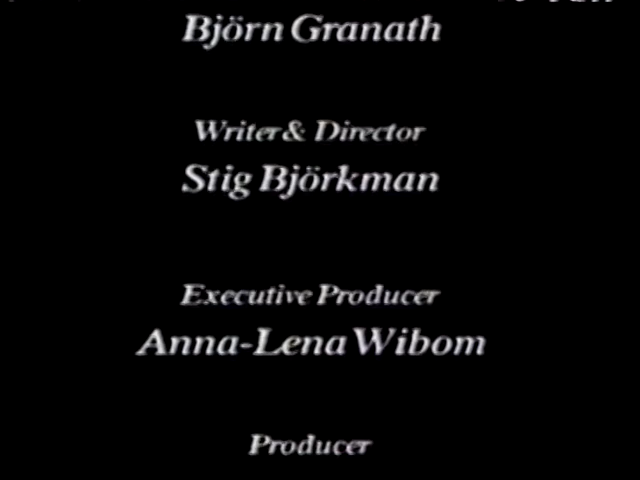 Björn Granath
Writer & Director
Stig Björkman
Executive Producer
Anna-Lena Wibom
Producer